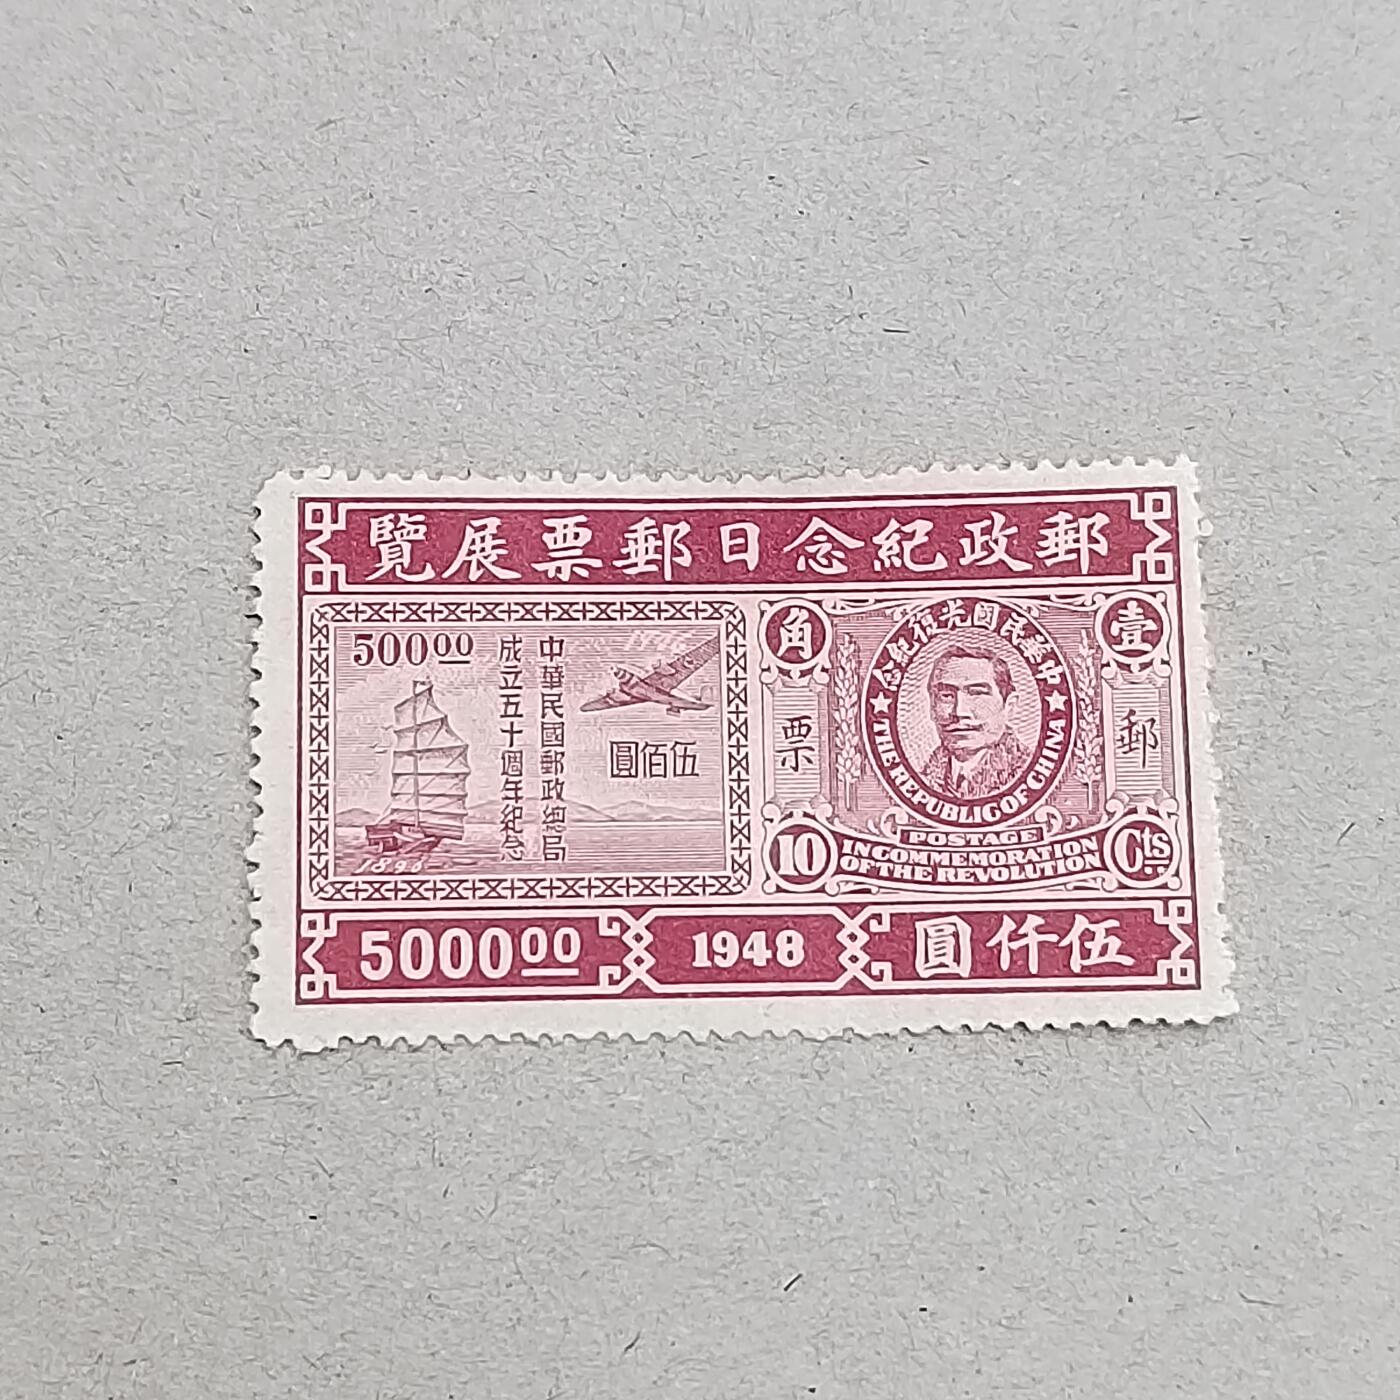 郵政紀念日郵票展覽
500.00
中華民國郵政總局
成立五十週年紀念
伍佰圓
1896
角
壹
中華民國光復紀念
票
郵
THE REPUBLIC OF CHINA
POSTAGE
IN COMMEMORATION
OF THE REVOLUTION
10
Cts.
5000.00
1948
伍仟圓